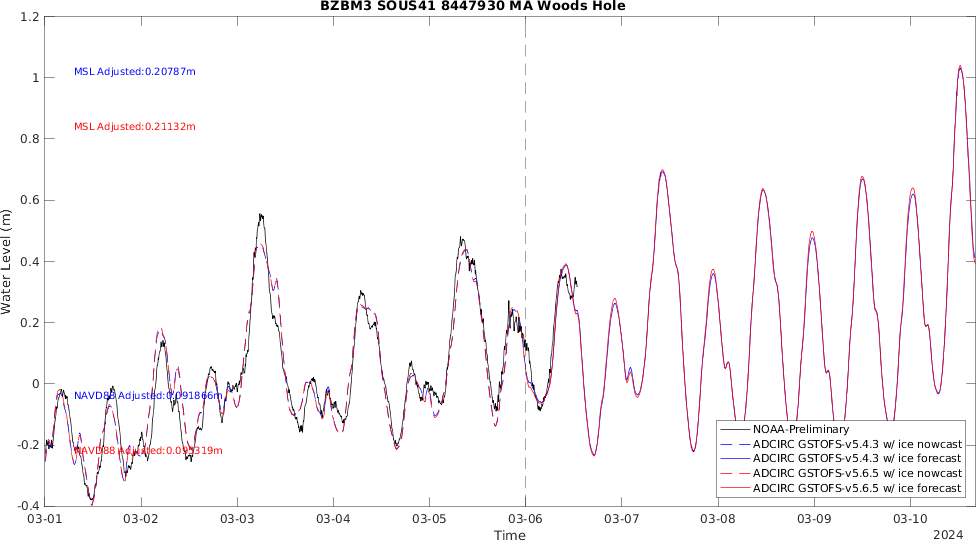 BZBM3 SOUS41 8447930 MA Woods Hole
1.2
1
0.8
0.6
0.4
0.2
0
-0.2
-0.4
Water Level (m)
MSL Adjusted:0.20787m
MSL Adjusted:0.21132m
NAVD88 Adjusted:0.091866m
NAVD88 Adjusted:0.095319m
NOAA-Preliminary
ADCIRC GSTOFS-v5.4.3 w/ ice nowcast
ADCIRC GSTOFS-v5.4.3 w/ ice forecast
ADCIRC GSTOFS-v5.6.5 w/ ice nowcast
ADCIRC GSTOFS-v5.6.5 w/ ice forecast
03-01 03-02 03-03 03-04 03-05 03-06 03-07 03-08 03-09 03-10
Time
2024